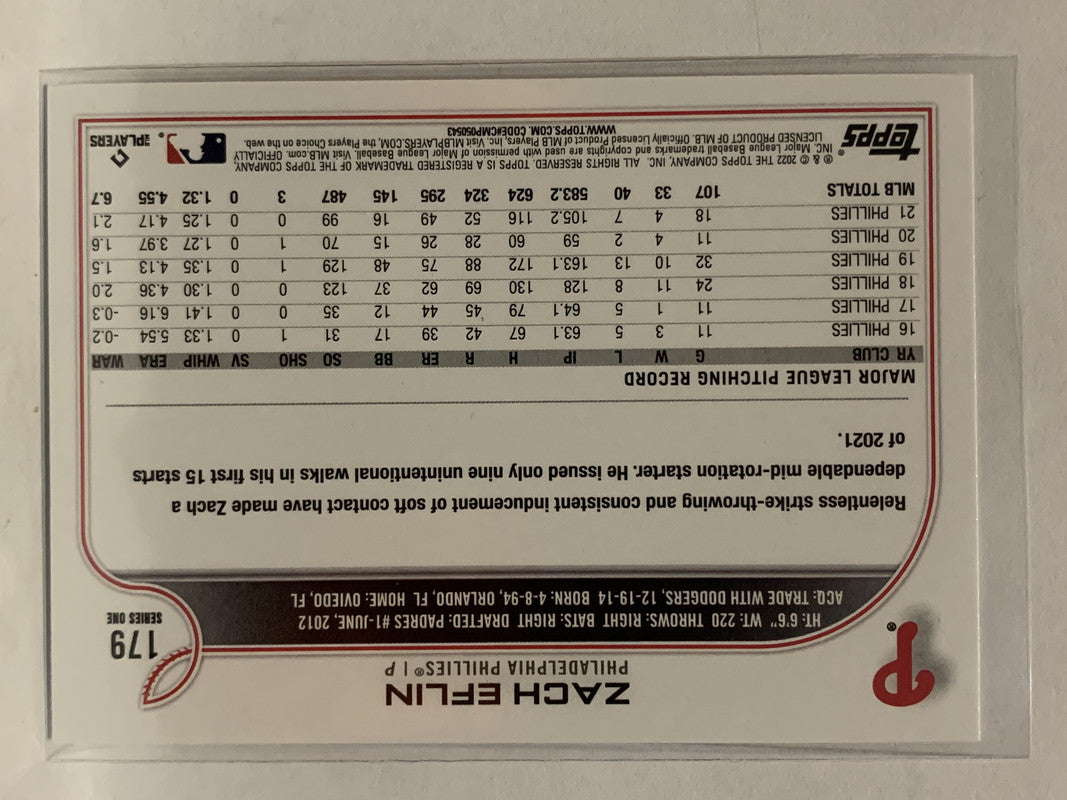 ZACH EFLIN
PHILADELPHIA PHILLIES® | P
179
SERIES ONE
HT: 6'6" WT: 220 THROWS: RIGHT BATS: RIGHT DRAFTED: PADRES #1-JUNE, 2012
ACQ: TRADE WITH DODGERS, 12-19-14 BORN: 4-8-94, ORLANDO, FL HOME: OVIEDO, FL
Relentless strike-throwing and consistent inducement of soft contact have made Zach a
dependable mid-rotation starter. He issued only nine unintentional walks in his first 15 starts
of 2021.
MAJOR LEAGUE PITCHING RECORD
YR CLUB G W L IP H R ER BB SO SHO SV WHIP ERA WAR
16 PHILLIES 11 3 5 63.1 67 42 39 17 31 1 0 1.33 5.54 -0.2
17 PHILLIES 11 1 5 64.1 79 45 44 12 35 0 0 1.41 6.16 -0.3
18 PHILLIES 24 11 8 128 130 69 62 37 123 0 0 1.30 4.36 2.0
19 PHILLIES 32 10 13 163.1 172 88 75 48 129 1 0 1.35 4.13 1.5
20 PHILLIES 11 4 2 59 60 28 26 15 70 1 0 1.27 3.97 1.6
21 PHILLIES 18 4 7 105.2 116 52 49 16 99 0 0 1.25 4.17 2.1
MLB TOTALS 107 33 40 583.2 624 324 295 145 487 3 0 1.32 4.55 6.7
topps®
® & © 2022 THE TOPPS COMPANY, INC. ALL RIGHTS RESERVED. TOPPS IS A REGISTERED TRADEMARK OF THE TOPPS COMPANY,
INC. Major League Baseball trademarks and copyrights are used with permission of Major League Baseball. Visit MLB.com. OFFICIALLY
LICENSED PRODUCT OF MLB Players, Inc. Visit MLBPLAYERS.COM, the Players Choice on the web.
WWW.TOPPS.COM. CODE#CMP050543
MLB PLAYERS